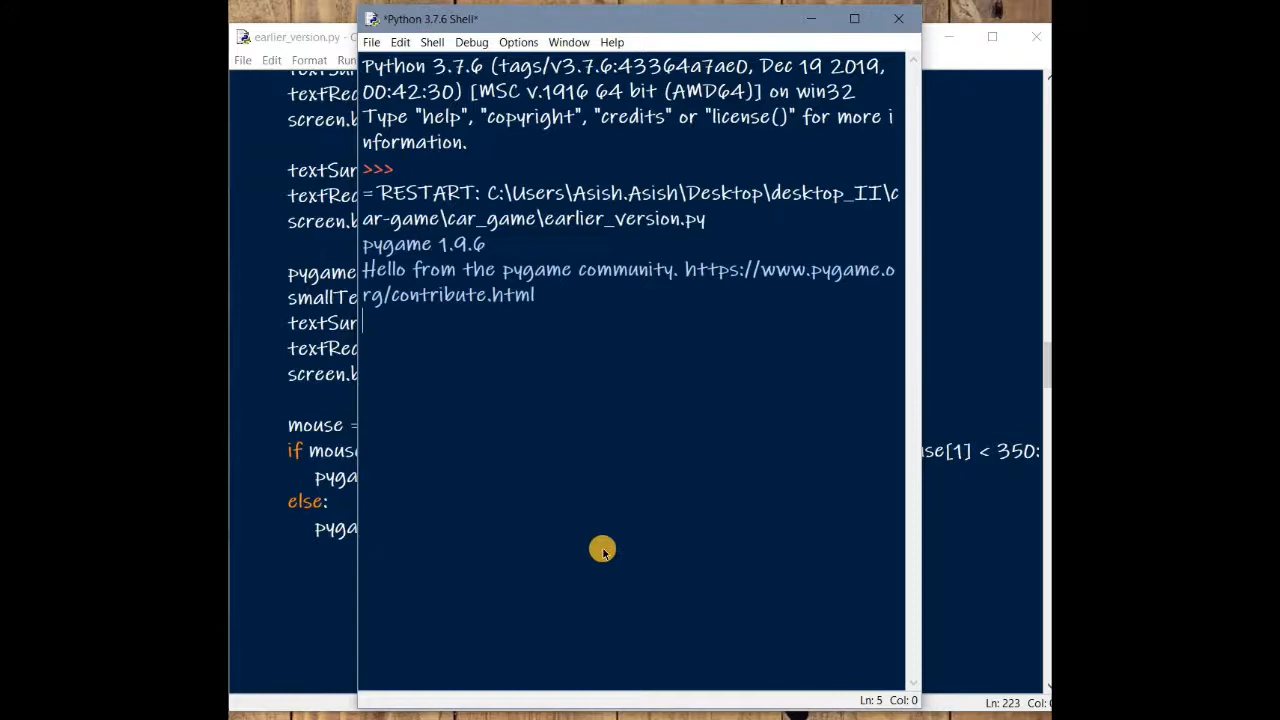 *Python 3.7.6 Shell*
File Edit Shell Debug Options Window Help
Python 3.7.6 (tags/v3.7.6:43364a7ae0, Dec 19 2019,
00:42:30) [MSC v.1916 64 bit (AMD64)] on win32
Type "help", "copyright", "credits" or "license()" for more i
nformation.
>>>
= RESTART: C:\Users\Asish.Asish\Desktop\desktop_II\c
ar-game\car_game\earlier_version.py
pygame 1.9.6
Hello from the pygame community. https://www.pygame.o
rg/contribute.html
Ln: 5 Col: 0
earlier_version.py - C
File Edit Format Run
textSur
textRec
screen.b
textSur
textRec
screen.b
pygame
smallTe
textSur
textRec
screen.b
mouse =
if mouse
use[1] < 350:
pyga
else:
pyga
Ln: 223 Col: 0